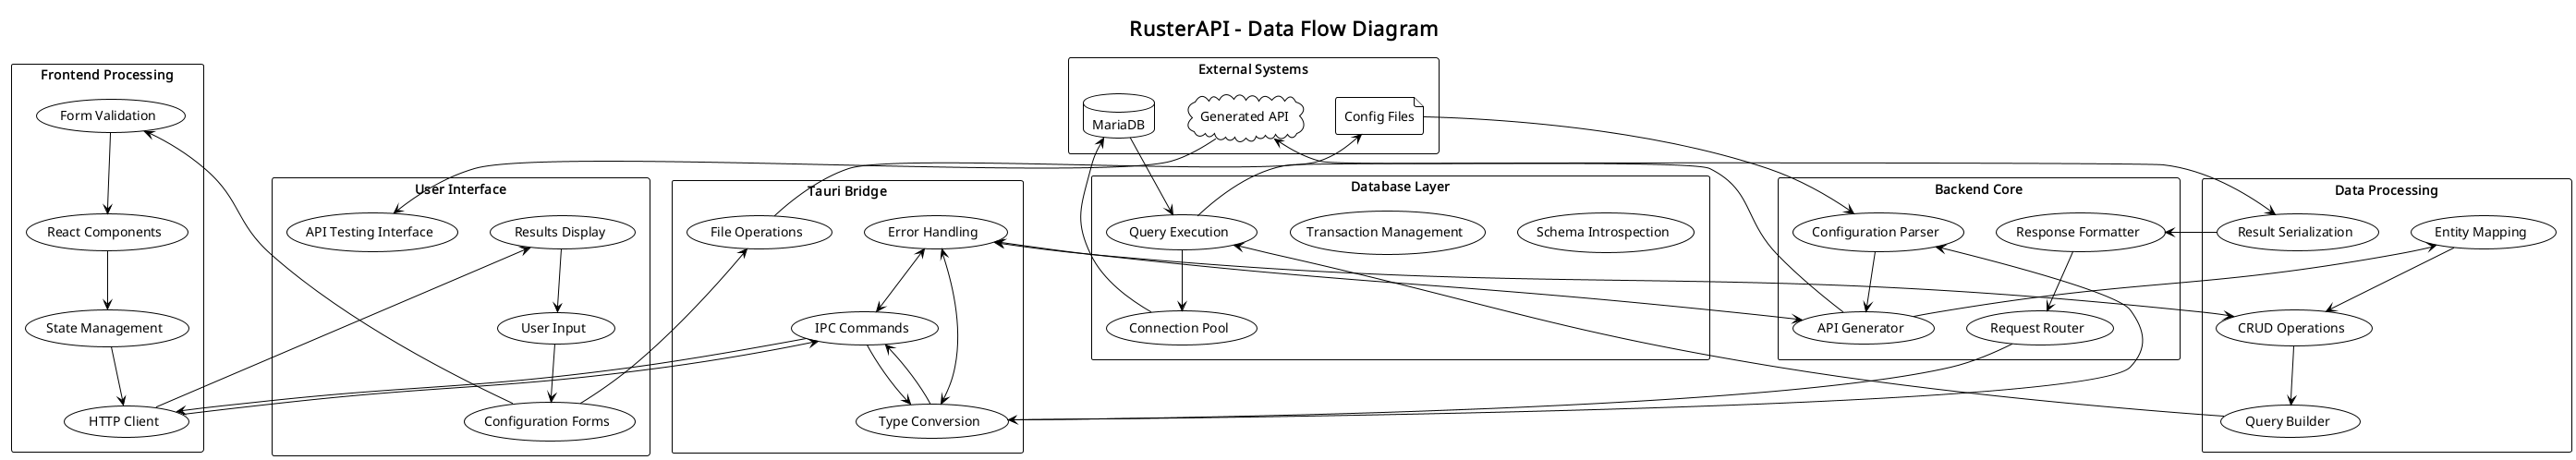 RusterAPI - Data Flow Diagram
Frontend Processing
Form Validation
React Components
State Management
HTTP Client
User Interface
API Testing Interface
Results Display
User Input
Configuration Forms
Tauri Bridge
File Operations
Error Handling
IPC Commands
Type Conversion
External Systems
MariaDB
Generated API
Config Files
Database Layer
Query Execution
Transaction Management
Schema Introspection
Connection Pool
Backend Core
Configuration Parser
Response Formatter
API Generator
Request Router
Data Processing
Result Serialization
Entity Mapping
CRUD Operations
Query Builder